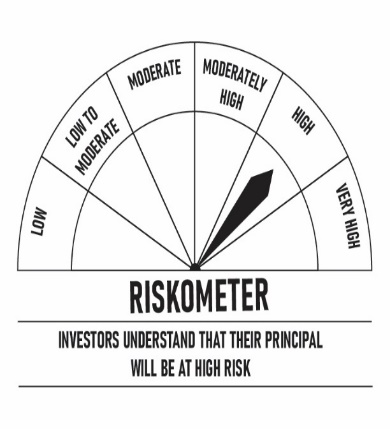 LOW
LOW TO
MODERATE
MODERATE
MODERATELY
HIGH
HIGH
VERY HIGH
RISKOMETER
INVESTORS UNDERSTAND THAT THEIR PRINCIPAL
WILL BE AT HIGH RISK